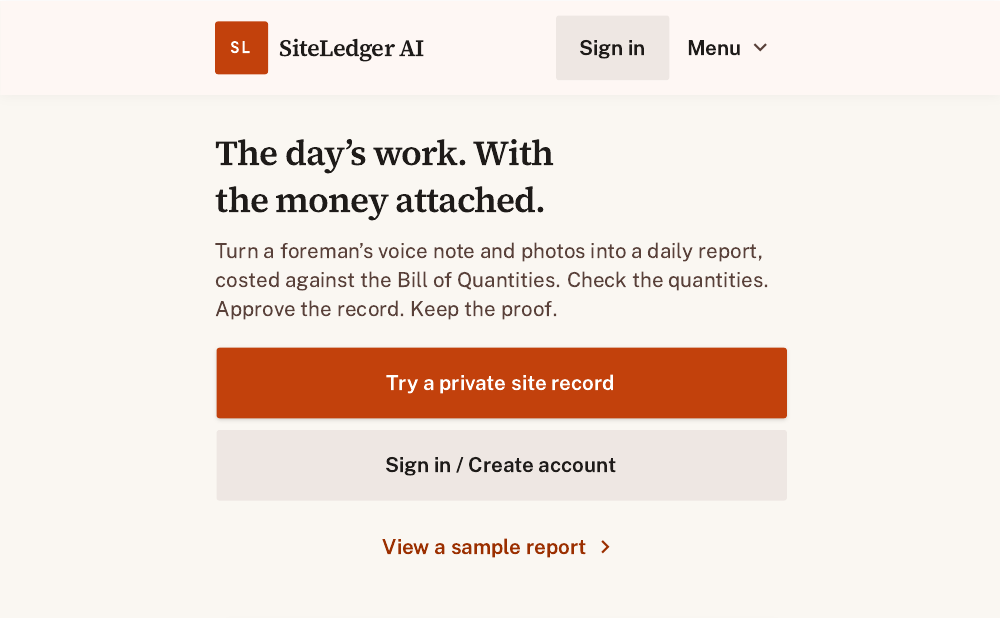 SL
SiteLedger AI
Sign in
Menu
The day’s work. With
the money attached.
Turn a foreman’s voice note and photos into a daily report,
costed against the Bill of Quantities. Check the quantities.
Approve the record. Keep the proof.
Try a private site record
Sign in / Create account
View a sample report